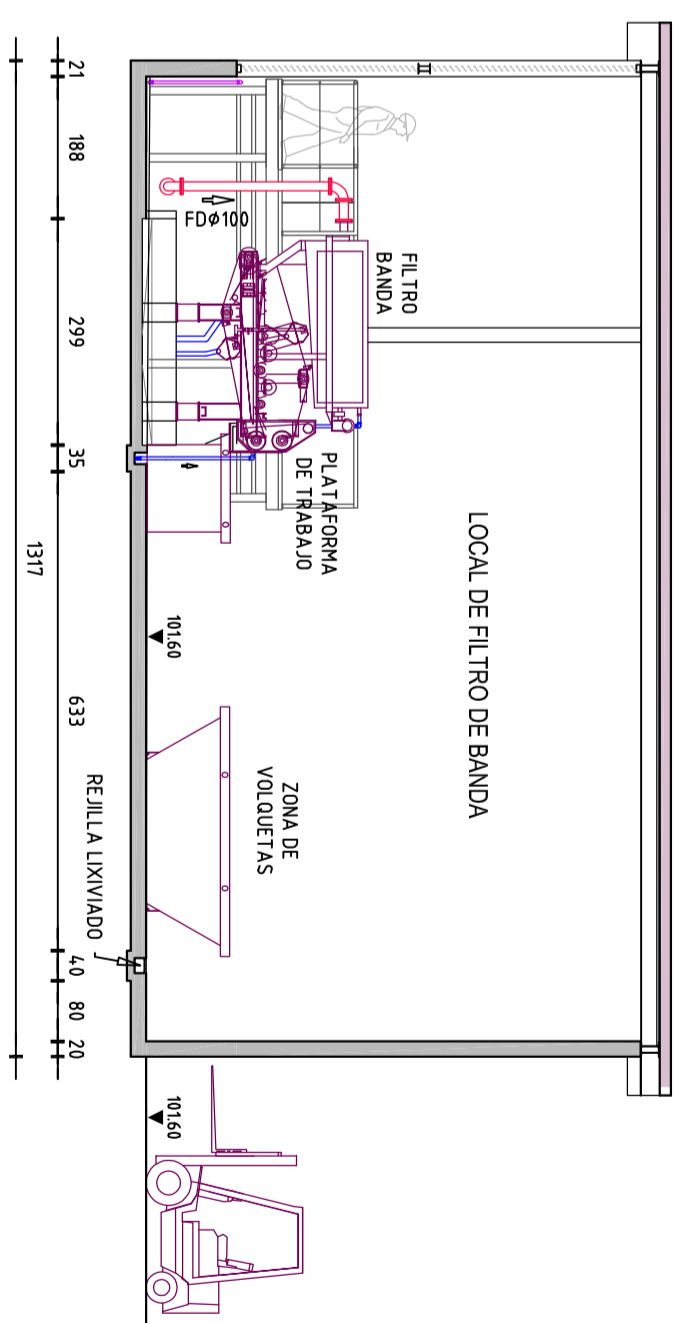 LOCAL DE FILTRO DE BANDA
FILTRO
BANDA
FDφ100
PLATAFORMA
DE TRABAJO
ZONA DE
VOLQUETAS
101.60
101.60
REJILLA LIXIVIADO
21
188
299
35
633
40
80
20
1317